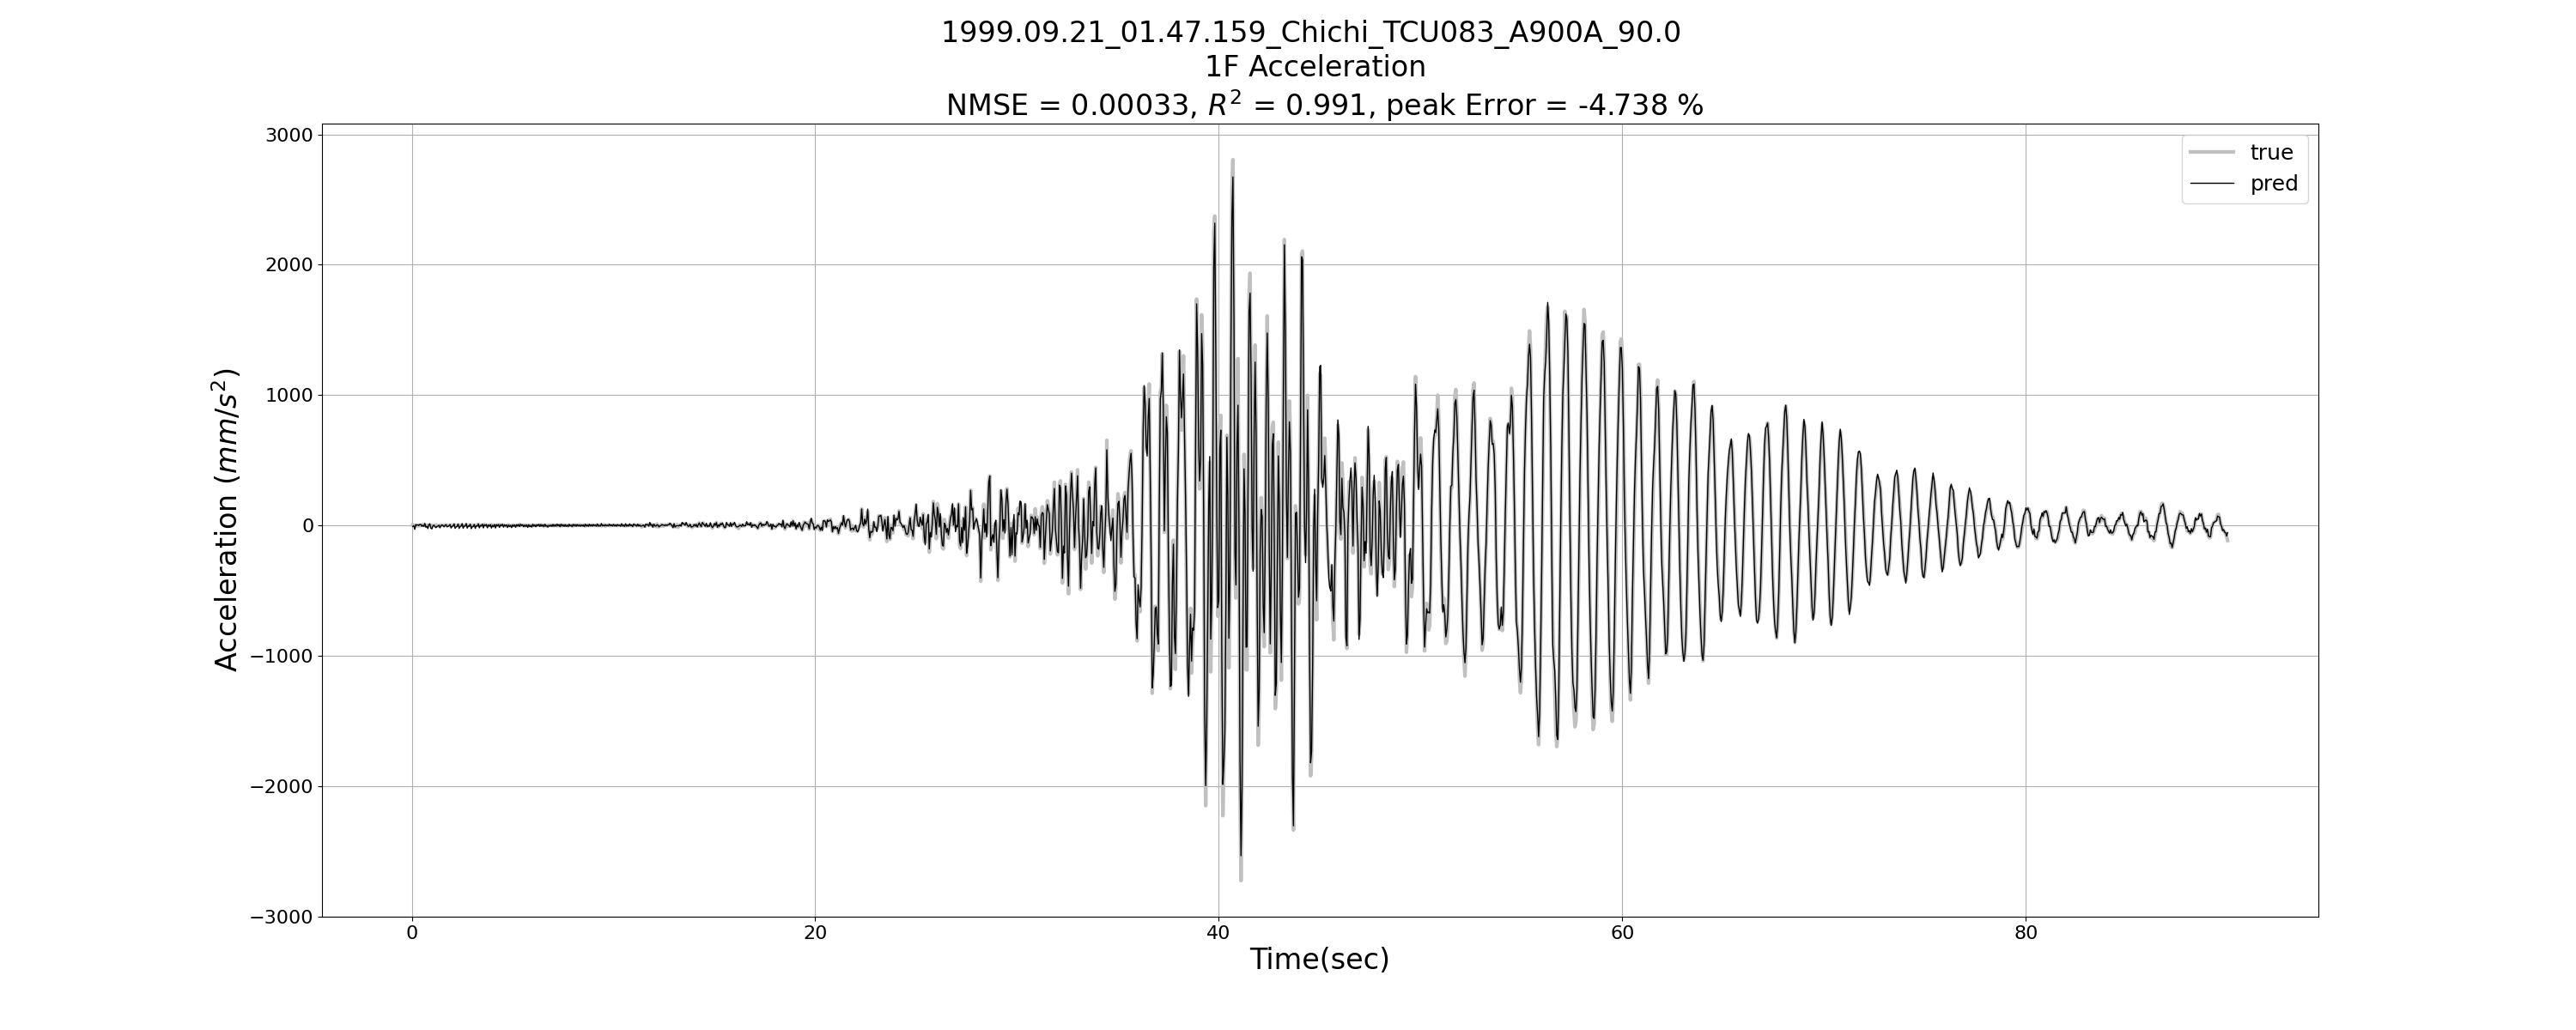 1999.09.21_01.47.159_Chichi_TCU083_A900A_90.0
1F Acceleration
NMSE = 0.00033, R² = 0.991, peak Error = -4.738 %
3000
2000
1000
0
−1000
−2000
−3000
Acceleration (mm/s²)
true
pred
0 20 40 60 80
Time(sec)